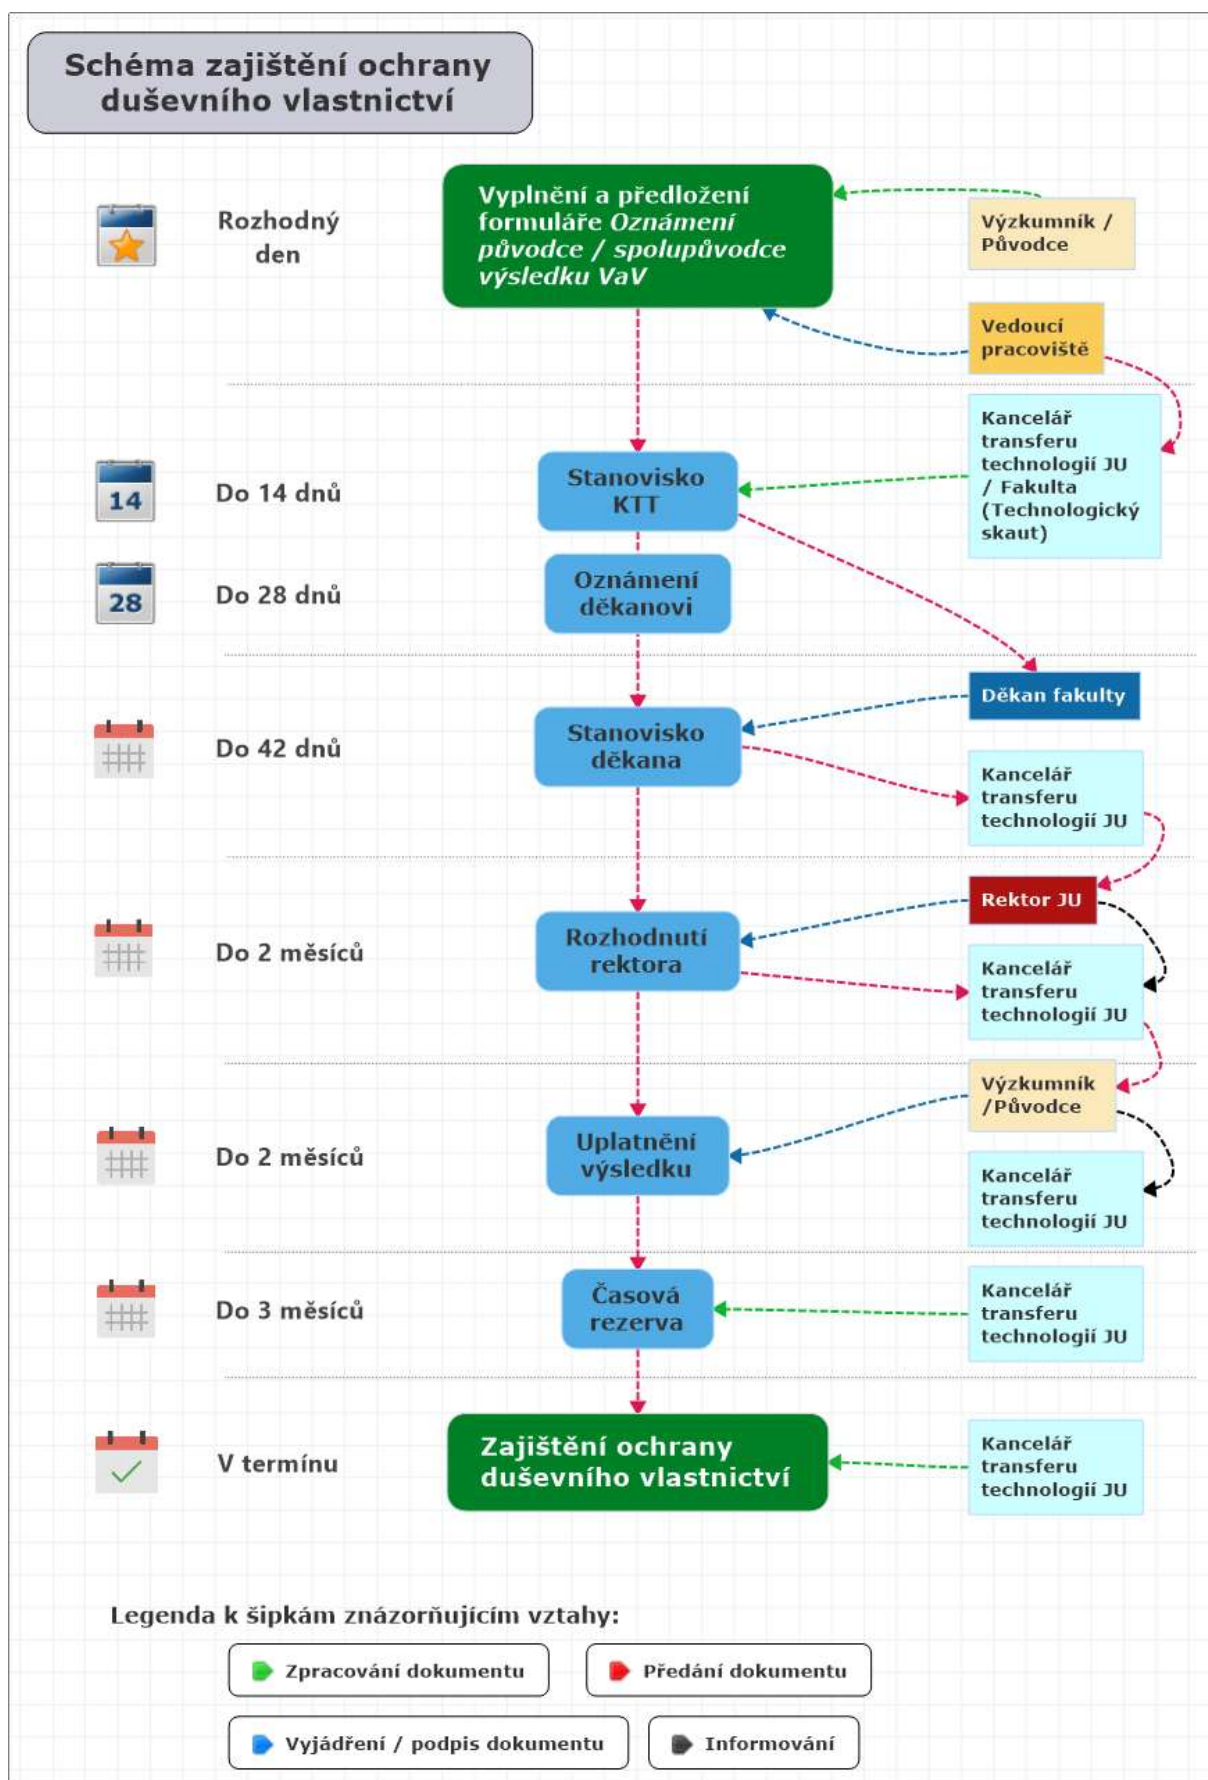 Schéma zajištění ochrany
duševního vlastnictví
Rozhodný
den
Vyplnění a předložení
formuláře Oznámení
původce / spolupůvodce
výsledku VaV
Výzkumník /
Původce
Vedoucí
pracoviště
14
Do 14 dnů
Stanovisko
KTT
Kancelář
transferu
technologií JU
/ Fakulta
(Technologický
skaut)
28
Do 28 dnů
Oznámení
děkanovi
Děkan fakulty
Do 42 dnů
Stanovisko
děkana
Kancelář
transferu
technologií JU
Rektor JU
Do 2 měsíců
Rozhodnutí
rektora
Kancelář
transferu
technologií JU
Výzkumník
/Původce
Do 2 měsíců
Uplatnění
výsledku
Kancelář
transferu
technologií JU
Do 3 měsíců
Časová
rezerva
Kancelář
transferu
technologií JU
V termínu
Zajištění ochrany
duševního vlastnictví
Kancelář
transferu
technologií JU
Legenda k šipkám znázorňujícím vztahy:
Zpracování dokumentu
Předání dokumentu
Vyjádření / podpis dokumentu
Informování